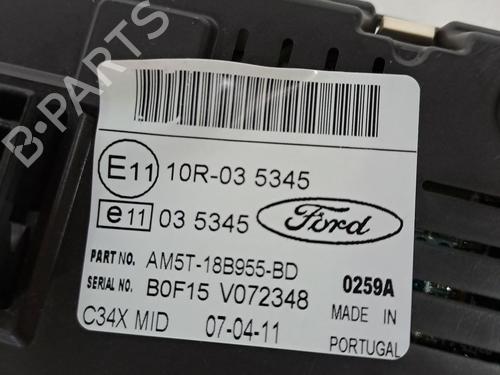 B-PARTS
E11 10R-03 5345
e11 03 5345 Ford
PART NO. AM5T-18B955-BD 0259A
SERIAL NO. B0F15 V072348 MADE IN
C34X MID 07-04-11 PORTUGAL